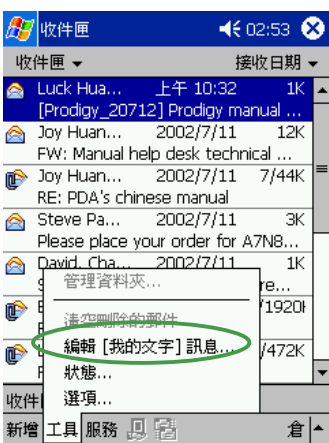 收件匣 02:53
收件匣 接收日期
Luck Hua... 上午 10:32 1K
[Prodigy_20712] Prodigy manual ...
Joy Huan... 2002/7/11 12K
FW: Manual help desk technical ...
Joy Huan... 2002/7/11 7/44K
RE: PDA's chinese manual
Steve Pa... 2002/7/11 3K
Please place your order for A7N8...
David, Cha... 2002/7/11 1K
管理資料夾... re...
/1920
清空刪除的郵件
編輯 [我的文字] 訊息... /472K
狀態...
選項...
收件
新增 工具 服務 倉